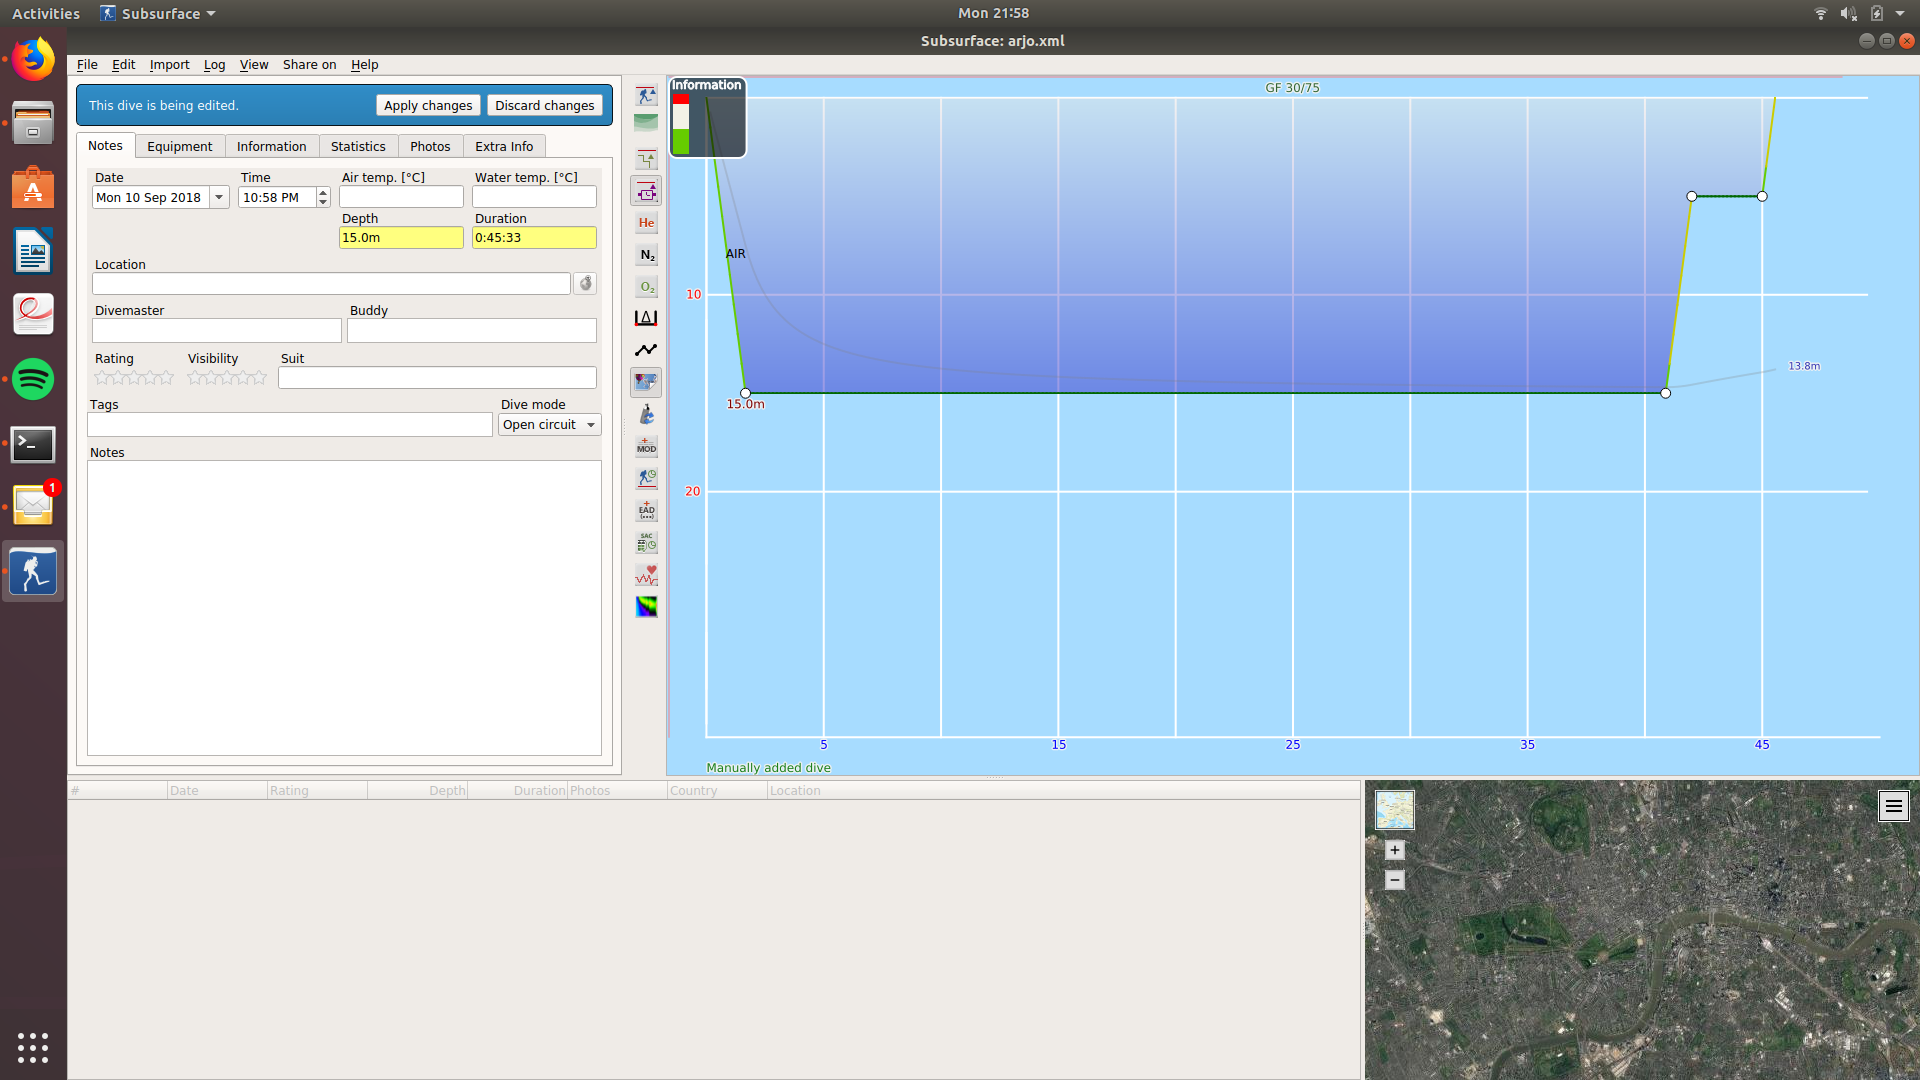 Activities
Subsurface
Mon 21:58
Subsurface: arjo.xml
File Edit Import Log View Share on Help
This dive is being edited.
Apply changes
Discard changes
Notes
Equipment
Information
Statistics
Photos
Extra Info
Date
Time
Air temp. [°C]
Water temp. [°C]
Mon 10 Sep 2018
10:58 PM
Depth
Duration
15.0m
0:45:33
Location
Divemaster
Buddy
Rating
Visibility
Suit
Tags
Dive mode
Open circuit
Notes
He
N₂
O₂
MOD
EAD
(...)
SAC
Information
GF 30/75
AIR
10
13.8m
15.0m
20
5
15
25
35
45
Manually added dive
1
#
Date
Rating
Depth
Duration
Photos
Country
Location
+
−